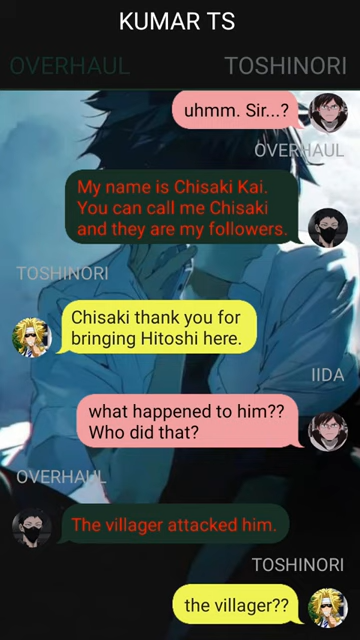 KUMAR TS
OVERHAUL
TOSHINORI
uhmm. Sir...?
OVERHAUL
My name is Chisaki Kai.
You can call me Chisaki
and they are my followers.
TOSHINORI
Chisaki thank you for
bringing Hitoshi here.
IIDA
what happened to him??
Who did that?
OVERHAUL
The villager attacked him.
TOSHINORI
the villager??